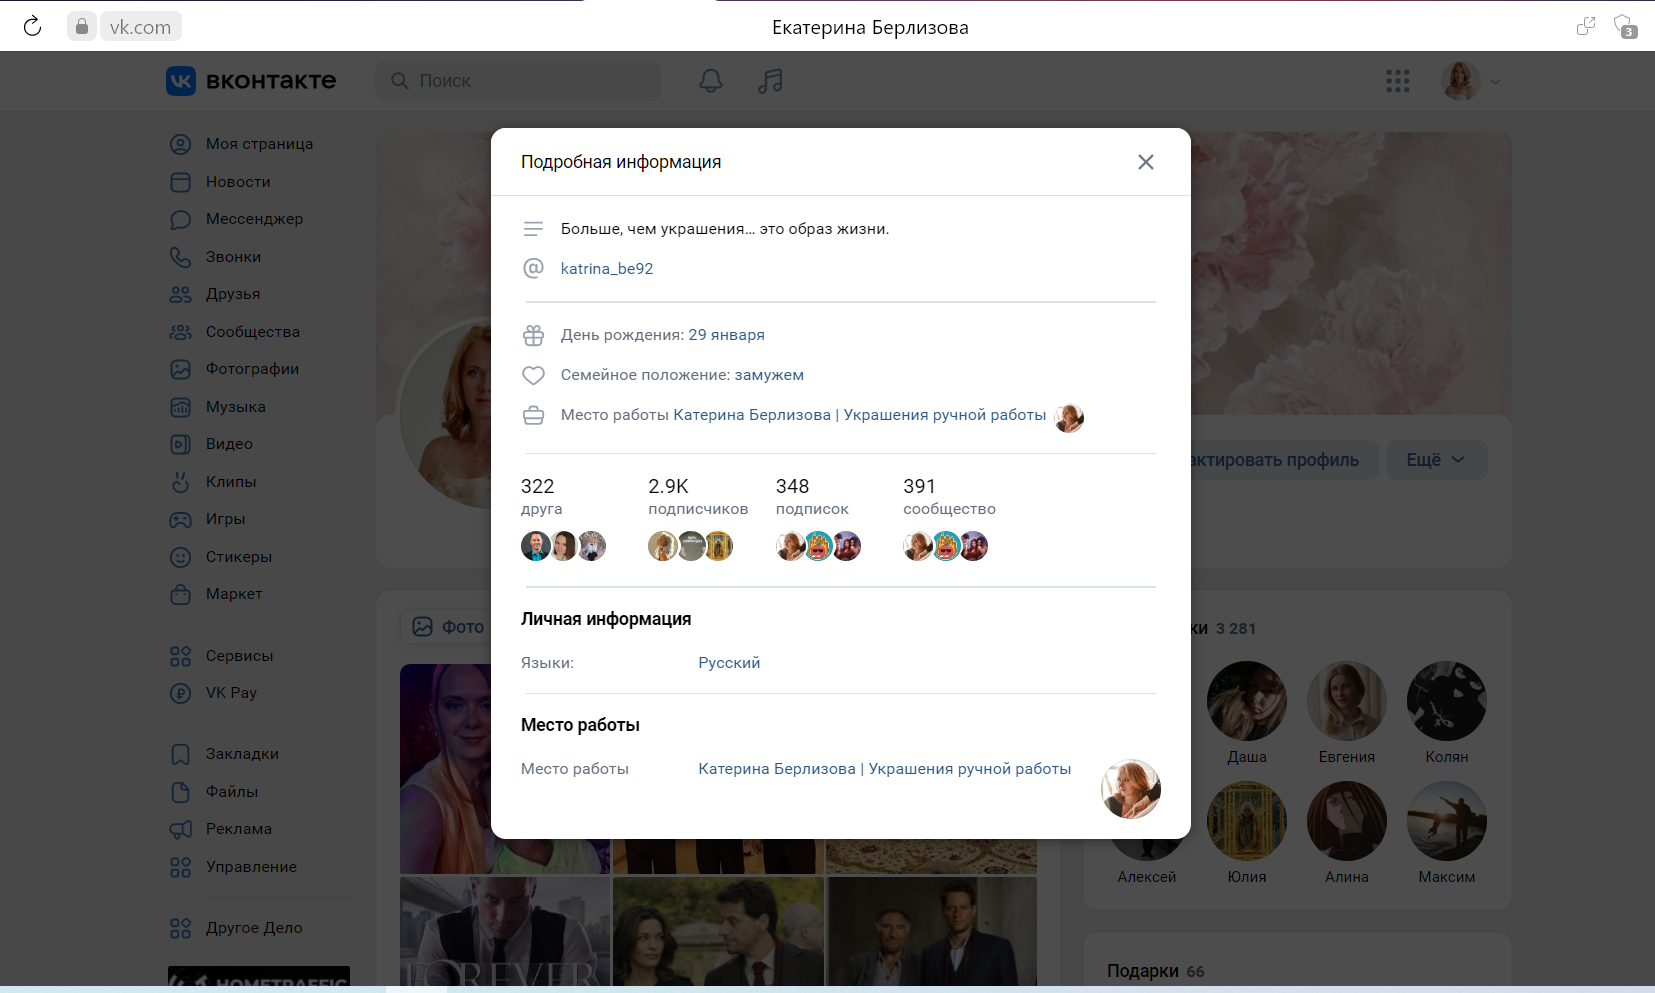 vk.com
Екатерина Берлизова
3
вконтакте
Поиск
Моя страница
Новости
Мессенджер
Звонки
Друзья
Сообщества
Фотографии
Музыка
Видео
Клипы
Игры
Стикеры
Маркет
Сервисы
VK Pay
Закладки
Файлы
Реклама
Управление
Другое Дело
HOMETRAFFIC
Подробная информация
Больше, чем украшения... это образ жизни.
katrina_be92
День рождения: 29 января
Семейное положение: замужем
Место работы Катерина Берлизова | Украшения ручной работы
322 2.9K 348 391
друга подписчиков подписок сообщество
Личная информация
Языки: Русский
Место работы
Место работы Катерина Берлизова | Украшения ручной работы
актировать профиль
Ещё
Фото
ки 3 281
Даша Евгения Колян
Алексей Юлия Алина Максим
FOREVER
Подарки 66